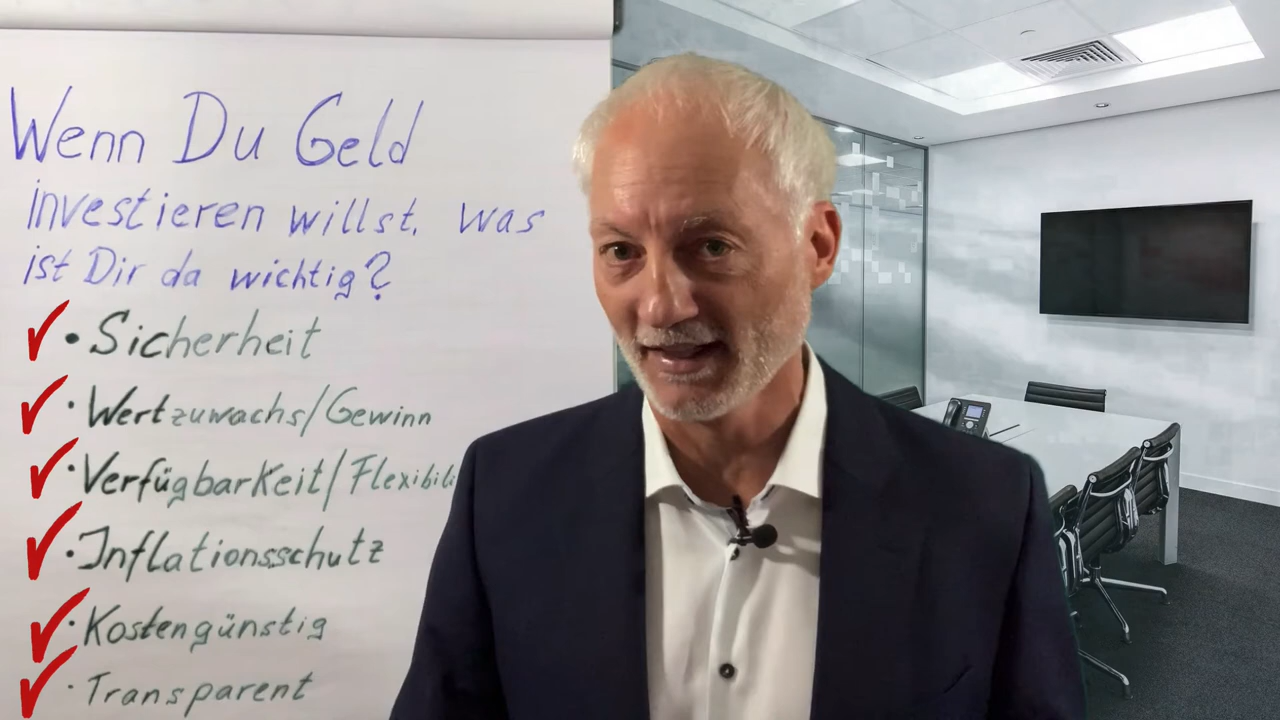 Wenn Du Geld
investieren willst, was
ist Dir da wichtig?
• Sicherheit
• Wertzuwachs/Gewinn
• Verfügbarkeit/Flexibili
• Inflationsschutz
• Kostengünstig
• Transparent